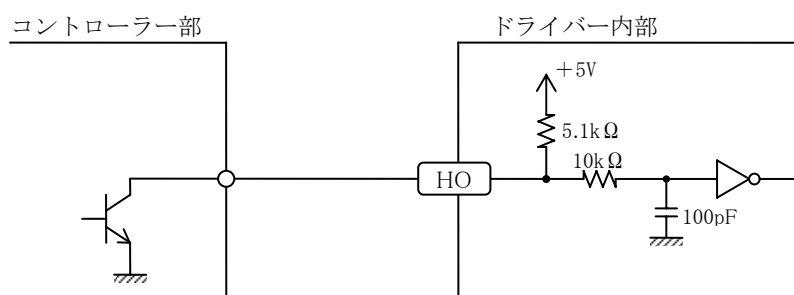 コントローラー部
ドライバー内部
＋5V
5.1kΩ
10kΩ
HO
100pF